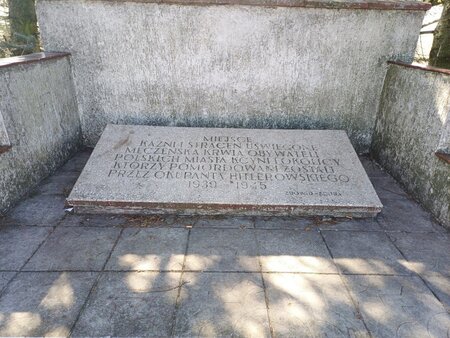 MIEJSCE
KAŹNI I STRACEŃ UŚWIĘCONE
MĘCZEŃSKĄ KRWIĄ OBYWATELI
POLSKICH MIASTA KCYNI I OKOLICY
KTÓRZY POMORDOWANI ZOSTALI
PRZEZ OKUPANTA HITLEROWSKIEGO
1939-1945